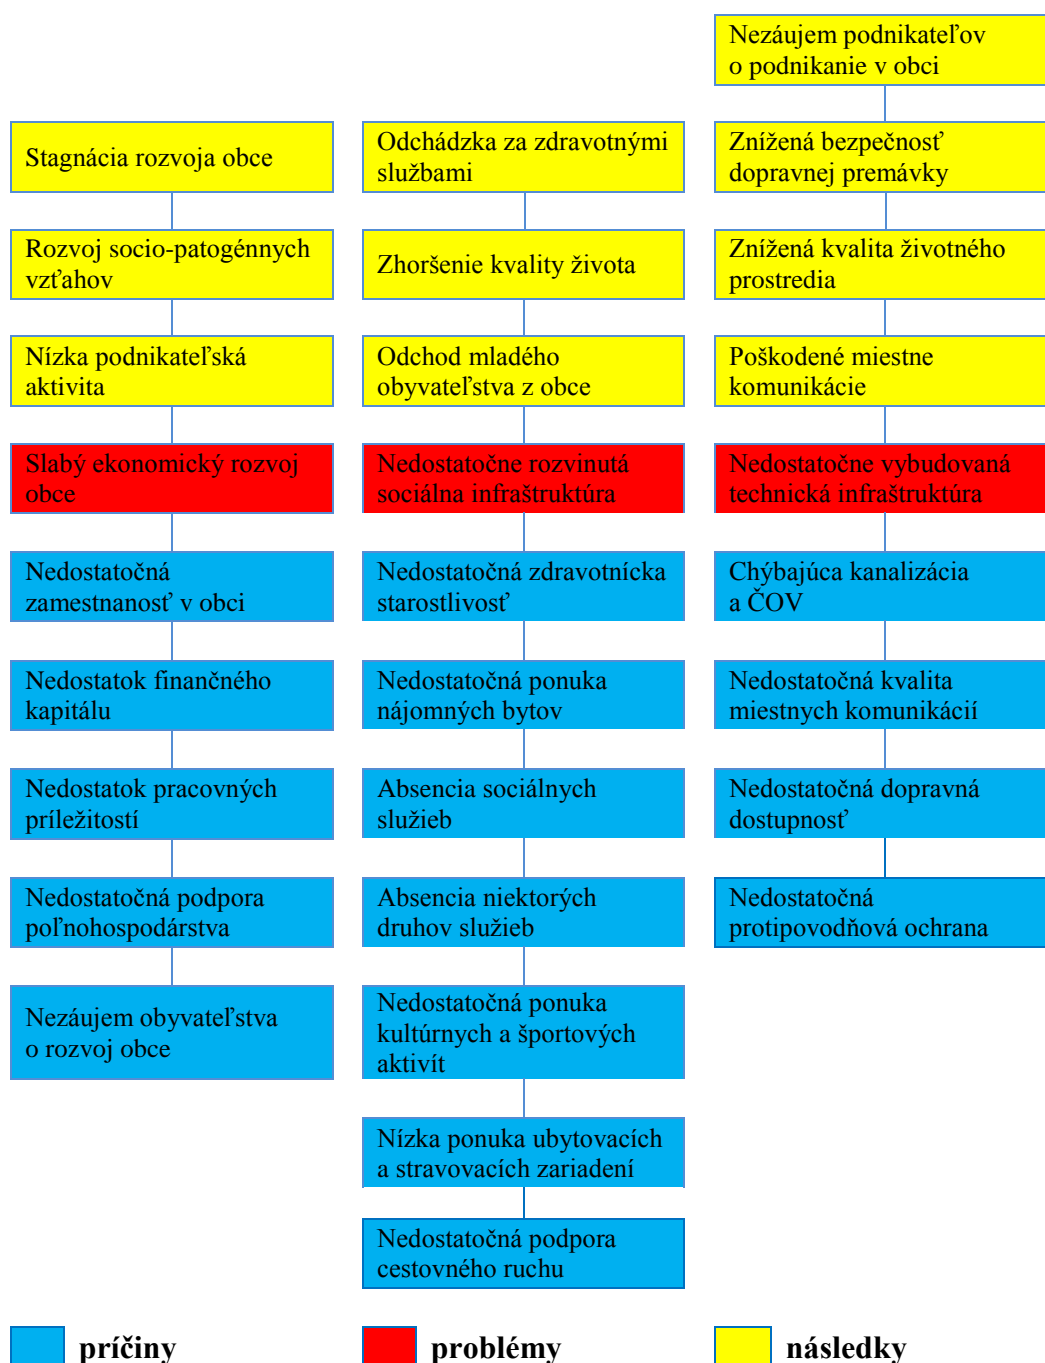 Nezáujem podnikateľov
o podnikanie v obci
Stagnácia rozvoja obce
Odchádzka za zdravotnými
službami
Znížená bezpečnosť
dopravnej premávky
Rozvoj socio-patogénnych
vzťahov
Zhoršenie kvality života
Znížená kvalita životného
prostredia
Nízka podnikateľská
aktivita
Odchod mladého
obyvateľstva z obce
Poškodené miestne
komunikácie
Slabý ekonomický rozvoj
obce
Nedostatočne rozvinutá
sociálna infraštruktúra
Nedostatočne vybudovaná
technická infraštruktúra
Nedostatočná
zamestnanosť v obci
Nedostatočná zdravotnícka
starostlivosť
Chýbajúca kanalizácia
a ČOV
Nedostatok finančného
kapitálu
Nedostatočná ponuka
nájomných bytov
Nedostatočná kvalita
miestnych komunikácií
Nedostatok pracovných
príležitostí
Absencia sociálnych
služieb
Nedostatočná dopravná
dostupnosť
Nedostatočná podpora
poľnohospodárstva
Absencia niektorých
druhov služieb
Nedostatočná
protipovodňová ochrana
Nezáujem obyvateľstva
o rozvoj obce
Nedostatočná ponuka
kultúrnych a športových
aktivít
Nízka ponuka ubytovacích
a stravovacích zariadení
Nedostatočná podpora
cestovného ruchu
príčiny
problémy
následky